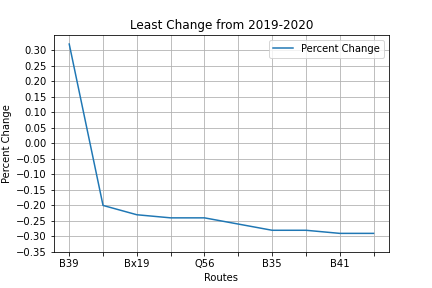 Least Change from 2019-2020
Percent Change
0.30
0.25
0.20
0.15
0.10
0.05
0.00
−0.05
−0.10
−0.15
−0.20
−0.25
−0.30
−0.35
Percent Change
B39 Bx19 Q56 B35 B41
Routes